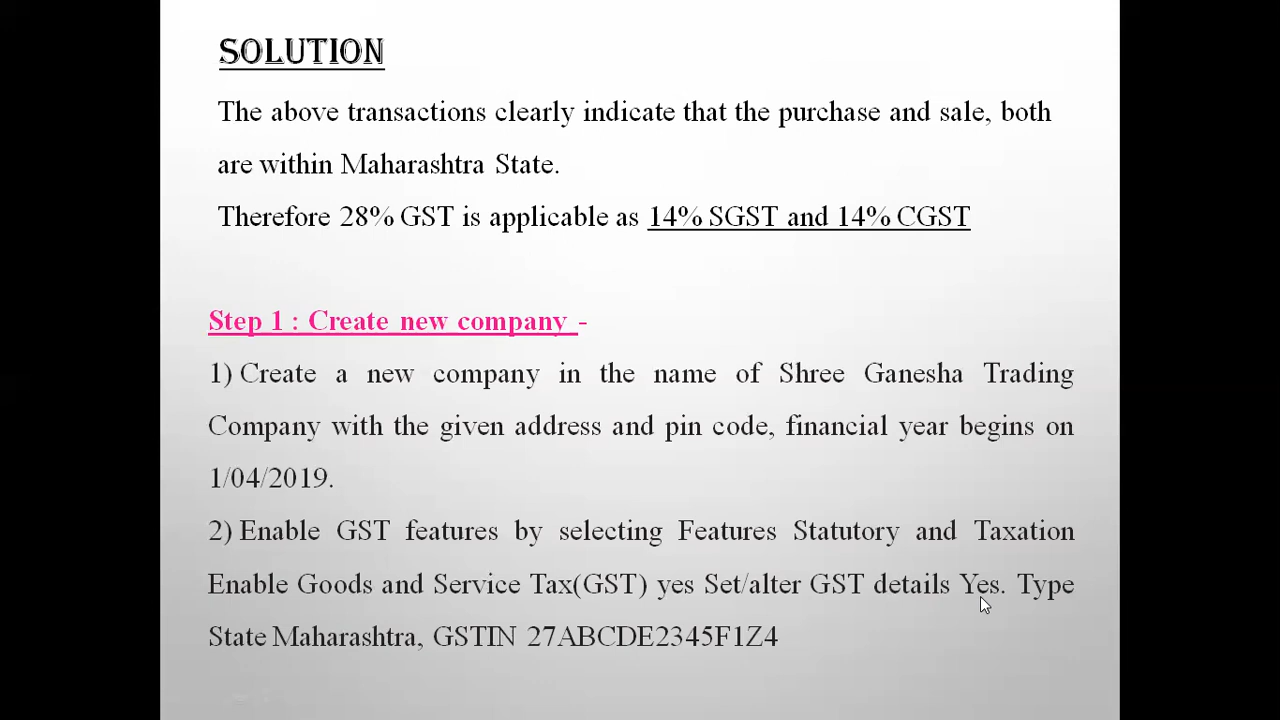 SOLUTION
The above transactions clearly indicate that the purchase and sale, both
are within Maharashtra State.
Therefore 28% GST is applicable as 14% SGST and 14% CGST
Step 1 : Create new company -
1) Create a new company in the name of Shree Ganesha Trading
Company with the given address and pin code, financial year begins on
1/04/2019.
2) Enable GST features by selecting Features Statutory and Taxation
Enable Goods and Service Tax(GST) yes Set/alter GST details Yes. Type
State Maharashtra, GSTIN 27ABCDE2345F1Z4